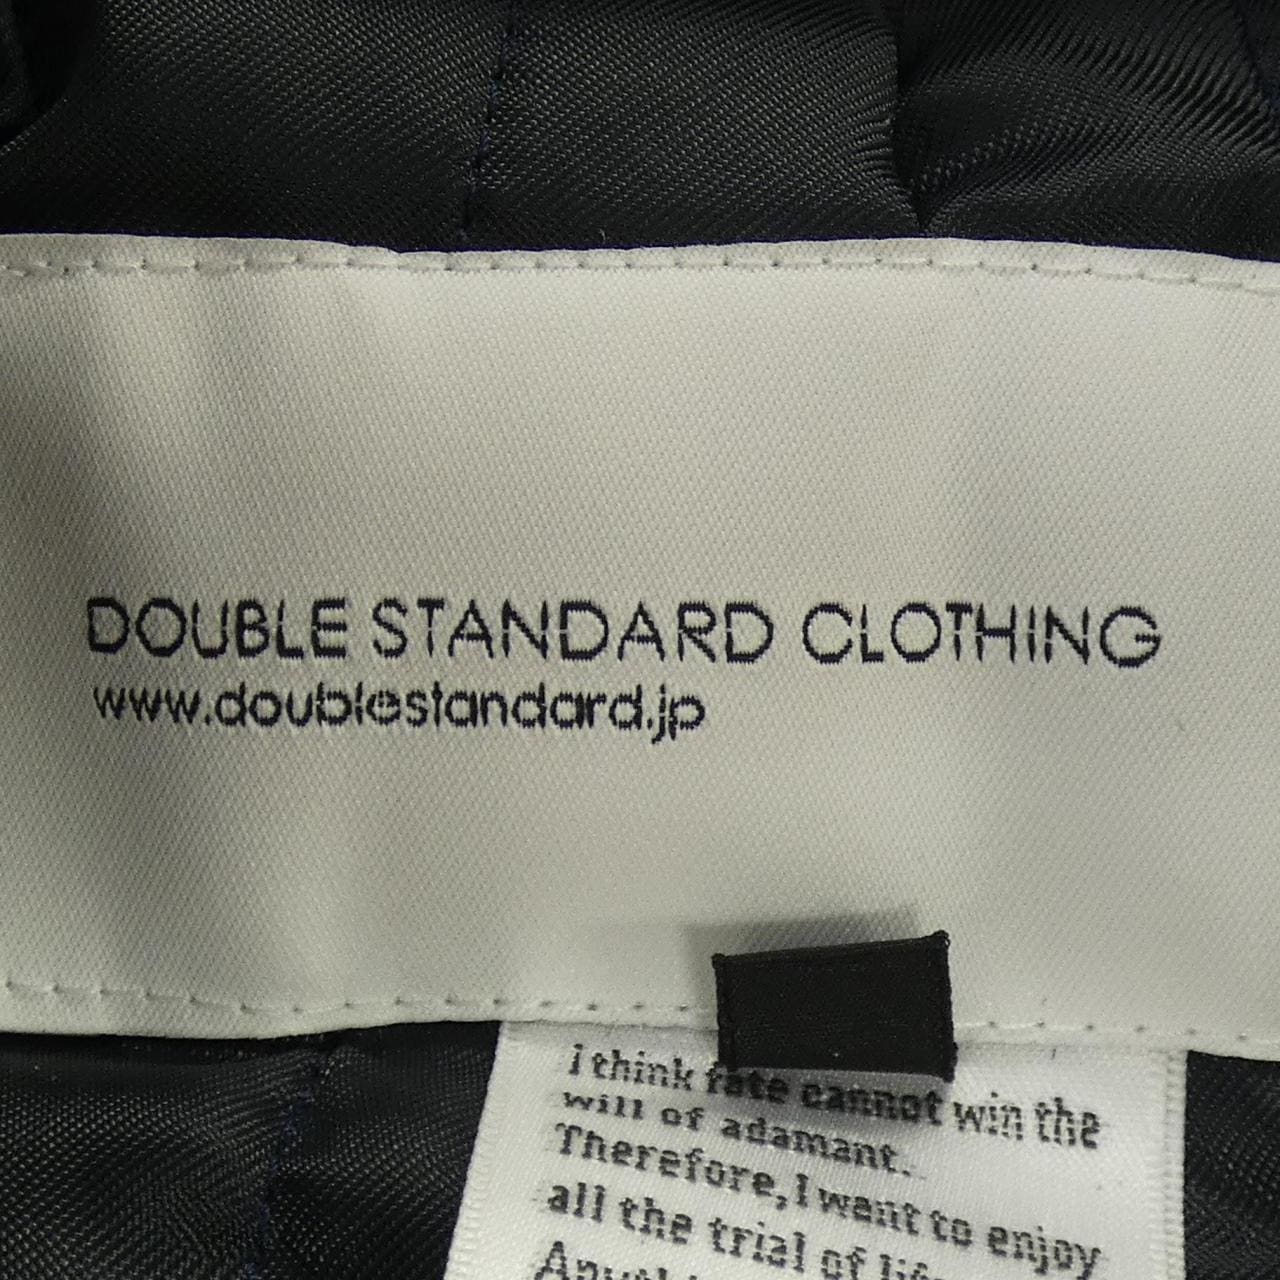 DOUBLE STANDARD CLOTHING
www.doublestandard.jp
I think fate cannot win the
will of adamant.
Therefore, I want to enjoy
all the trial of